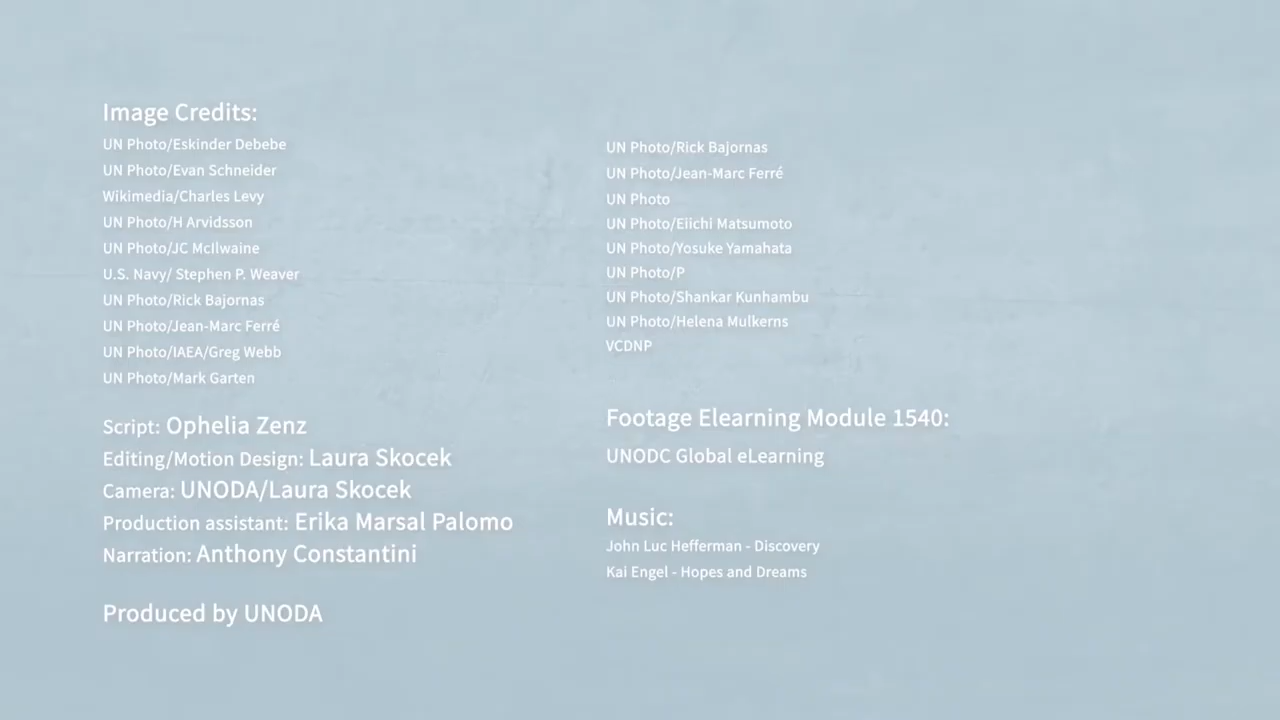 Image Credits:
UN Photo/Eskinder Debebe
UN Photo/Evan Schneider
Wikimedia/Charles Levy
UN Photo/H Arvidsson
UN Photo/JC McIlwaine
U.S. Navy/ Stephen P. Weaver
UN Photo/Rick Bajornas
UN Photo/Jean-Marc Ferré
UN Photo/IAEA/Greg Webb
UN Photo/Mark Garten
Script: Ophelia Zenz
Editing/Motion Design: Laura Skocek
Camera: UNODA/Laura Skocek
Production assistant: Erika Marsal Palomo
Narration: Anthony Constantini
Produced by UNODA
UN Photo/Rick Bajornas
UN Photo/Jean-Marc Ferré
UN Photo
UN Photo/Eiichi Matsumoto
UN Photo/Yosuke Yamahata
UN Photo/P
UN Photo/Shankar Kunhambu
UN Photo/Helena Mulkerns
VCDNP
Footage Elearning Module 1540:
UNODC Global eLearning
Music:
John Luc Hefferman - Discovery
Kai Engel - Hopes and Dreams